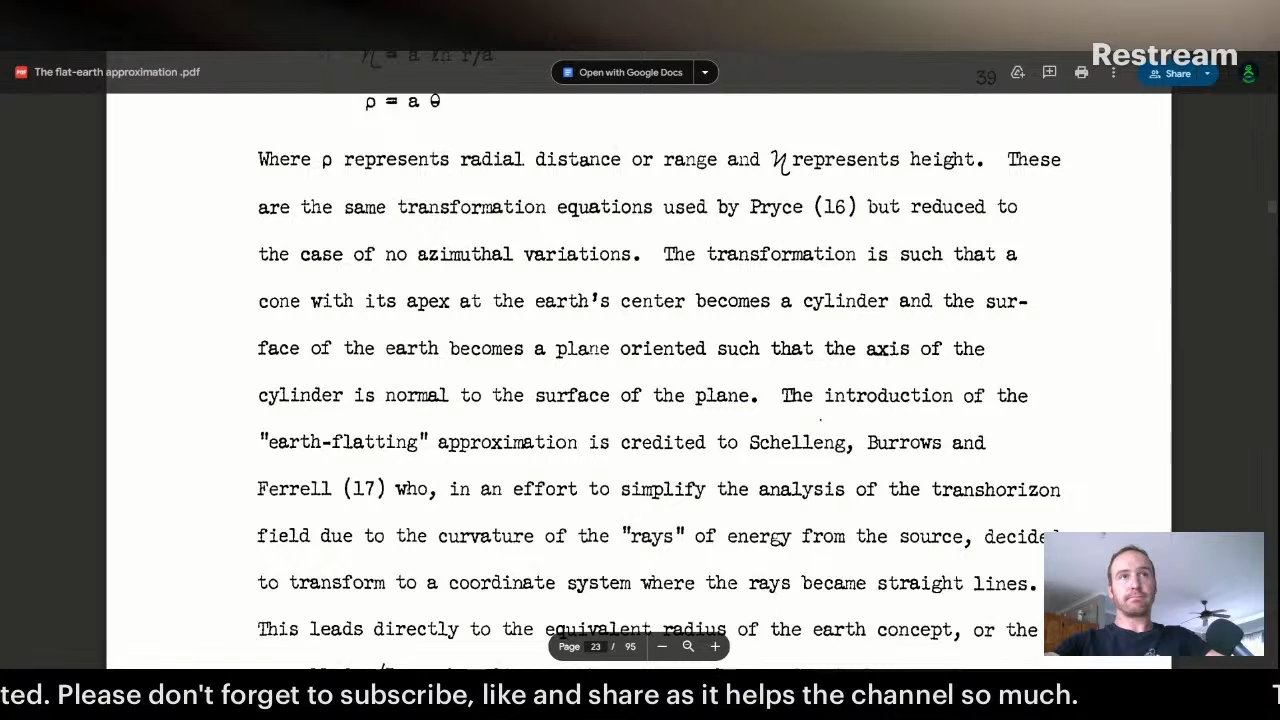 Restream
η = a ln r/a
The flat-earth approximation .pdf
Open with Google Docs
39
Share
ρ = a θ
Where ρ represents radial distance or range and η represents height. These
are the same transformation equations used by Pryce (16) but reduced to
the case of no azimuthal variations. The transformation is such that a
cone with its apex at the earth's center becomes a cylinder and the sur-
face of the earth becomes a plane oriented such that the axis of the
cylinder is normal to the surface of the plane. The introduction of the
"earth-flatting" approximation is credited to Schelleng, Burrows and
Ferrell (17) who, in an effort to simplify the analysis of the transhorizon
field due to the curvature of the "rays" of energy from the source, decided
to transform to a coordinate system where the rays became straight lines.
This leads directly to the equivalent radius of the earth concept, or the
Page 23 / 95
ted. Please don't forget to subscribe, like and share as it helps the channel so much.